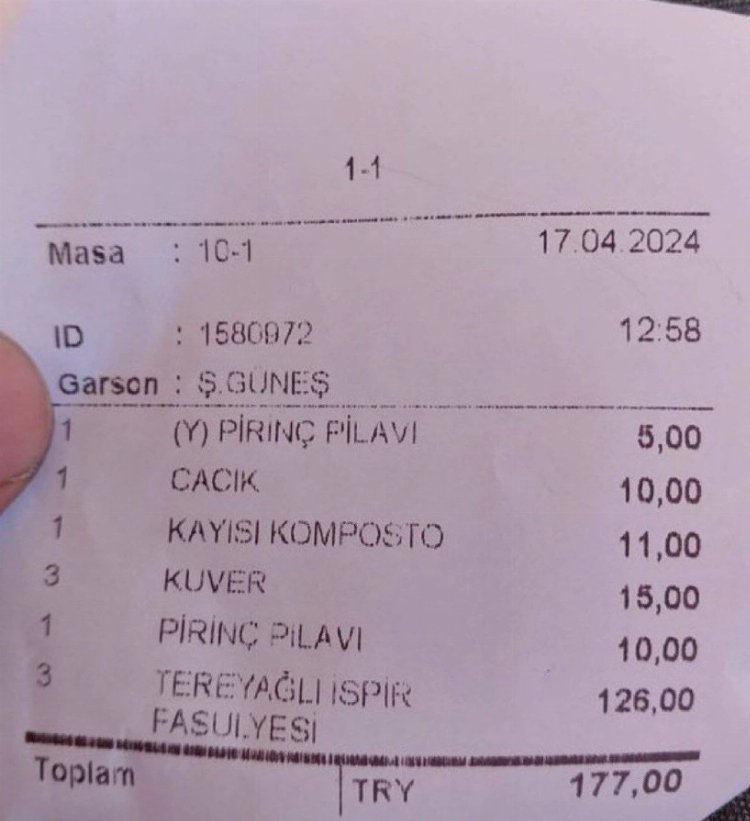 1-1
Masa : 10-1 17.04.2024
ID : 1580972 12:58
Garson : Ş.GÜNEŞ
1 (Y) PİRİNÇ PİLAVI 5,00
1 CACIK 10,00
1 KAYISI KOMPOSTO 11,00
3 KUVER 15,00
1 PİRİNÇ PİLAVI 10,00
3 TEREYAĞLI İSPİR 126,00
FASULYESİ
Toplam TRY 177,00